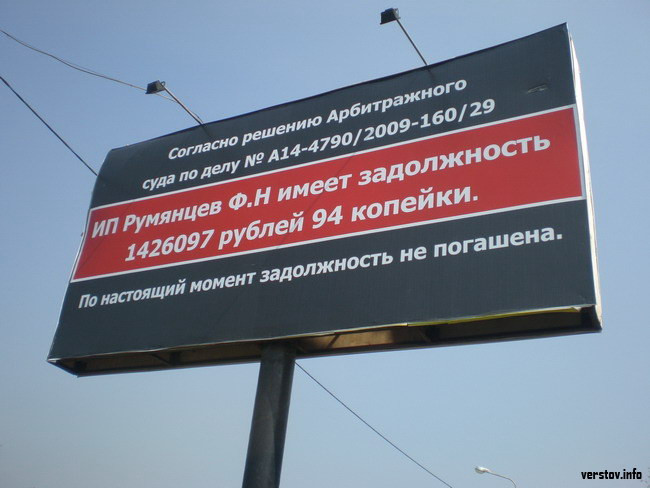 Согласно решению Арбитражного
суда по делу № А14-4790/2009-160/29
ИП Румянцев Ф.Н имеет задолжность
1426097 рублей 94 копейки.
По настоящий момент задолжность не погашена.
verstov.info